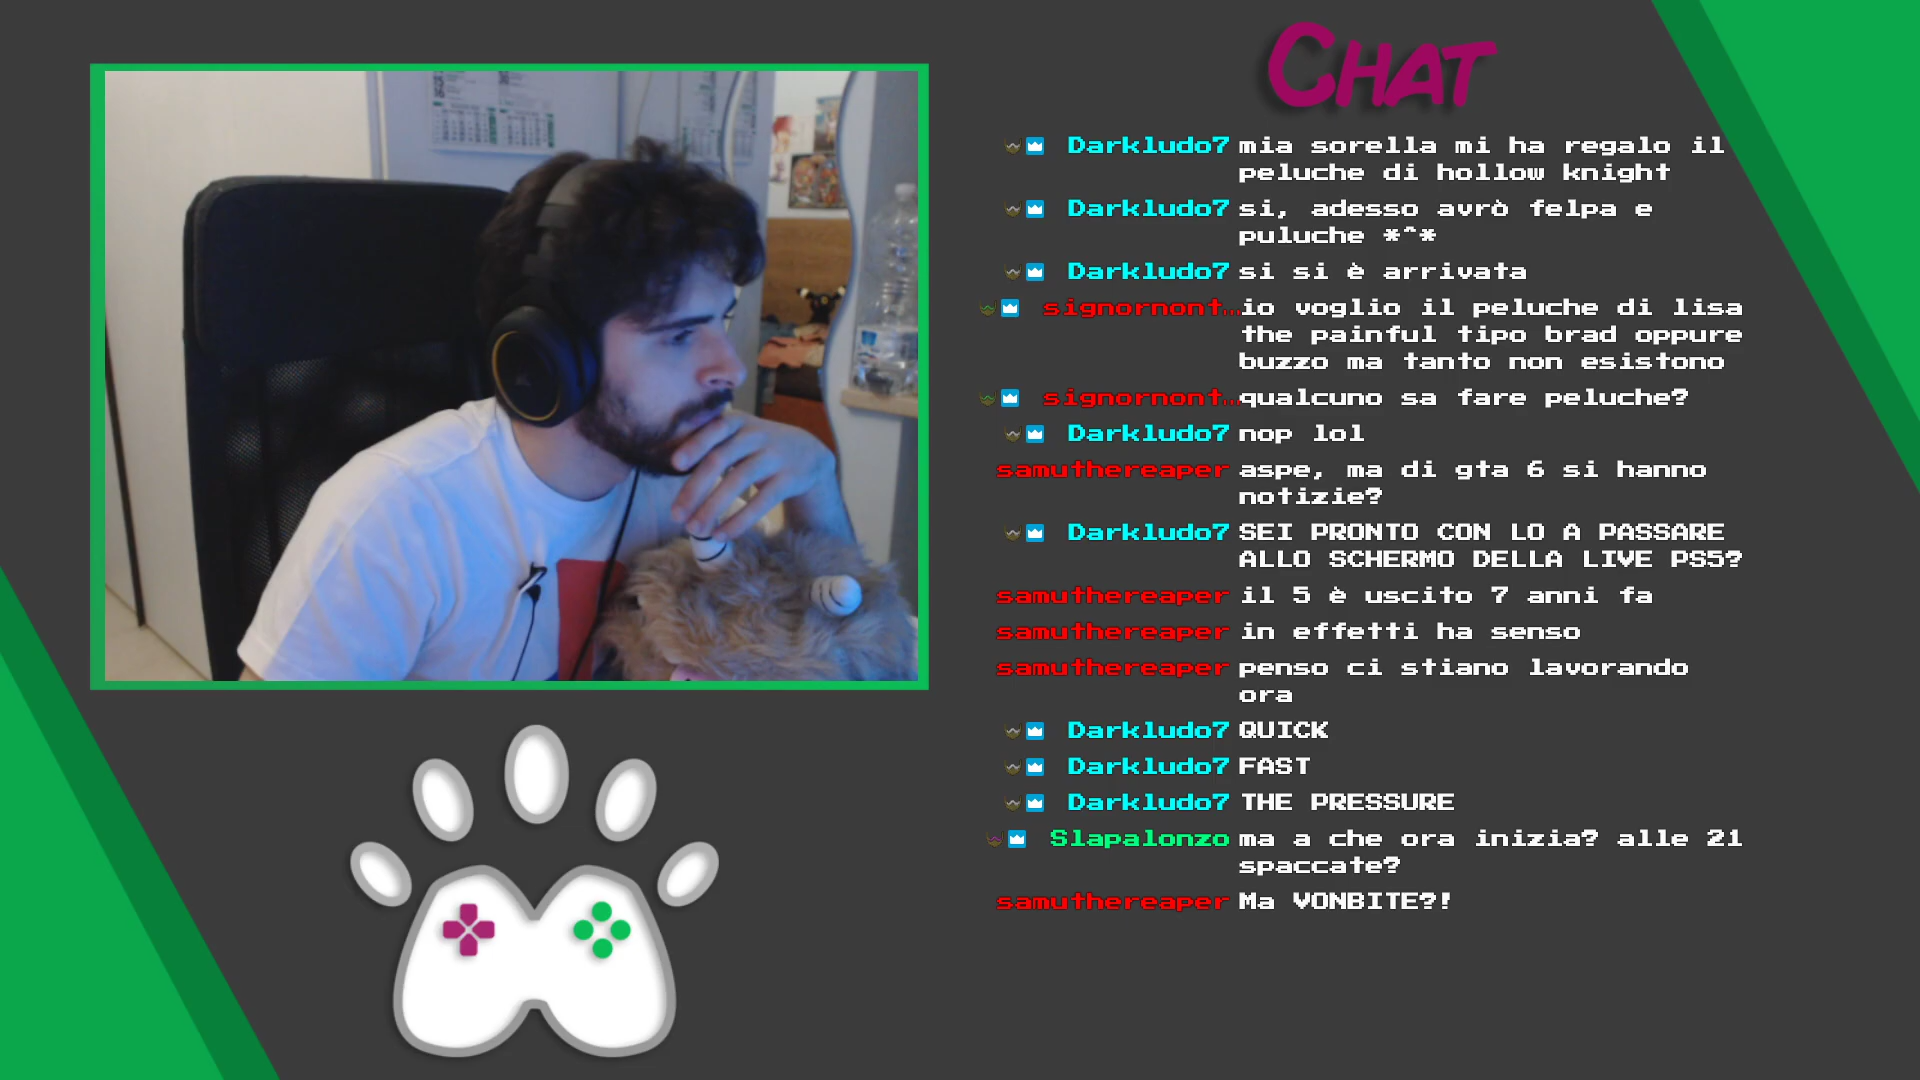 CHAT
Darkludo7 mia sorella mi ha regalo il
peluche di hollow knight
Darkludo7 si, adesso avrò felpa e
puluche *^*
Darkludo7 si si è arrivata
signornont… io voglio il peluche di lisa
the painful tipo brad oppure
buzzo ma tanto non esistono
signornont… qualcuno sa fare peluche?
Darkludo7 nop lol
samuthereaper aspe, ma di gta 6 si hanno
notizie?
Darkludo7 SEI PRONTO CON LO A PASSARE
ALLO SCHERMO DELLA LIVE PS5?
samuthereaper il 5 è uscito 7 anni fa
samuthereaper in effetti ha senso
samuthereaper penso ci stiano lavorando
ora
Darkludo7 QUICK
Darkludo7 FAST
Darkludo7 THE PRESSURE
Slapalonzo ma a che ora inizia? alle 21
spaccate?
samuthereaper Ma VONBITE?!